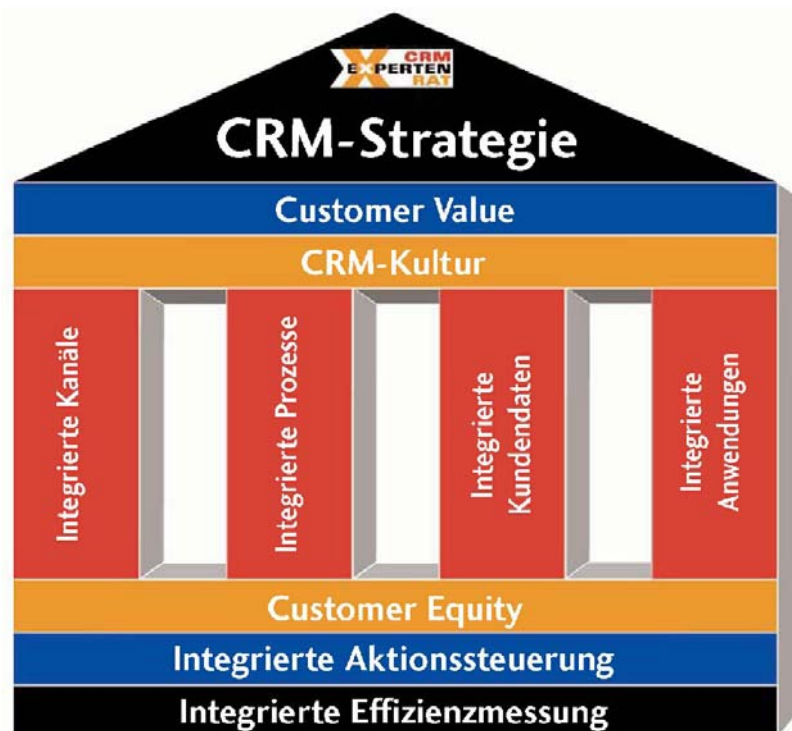 CRM
EXPERTEN
RAT
CRM-Strategie
Customer Value
CRM-Kultur
Integrierte Kanäle
Integrierte Prozesse
Integrierte
Kundendaten
Integrierte
Anwendungen
Customer Equity
Integrierte Aktionssteuerung
Integrierte Effizienzmessung